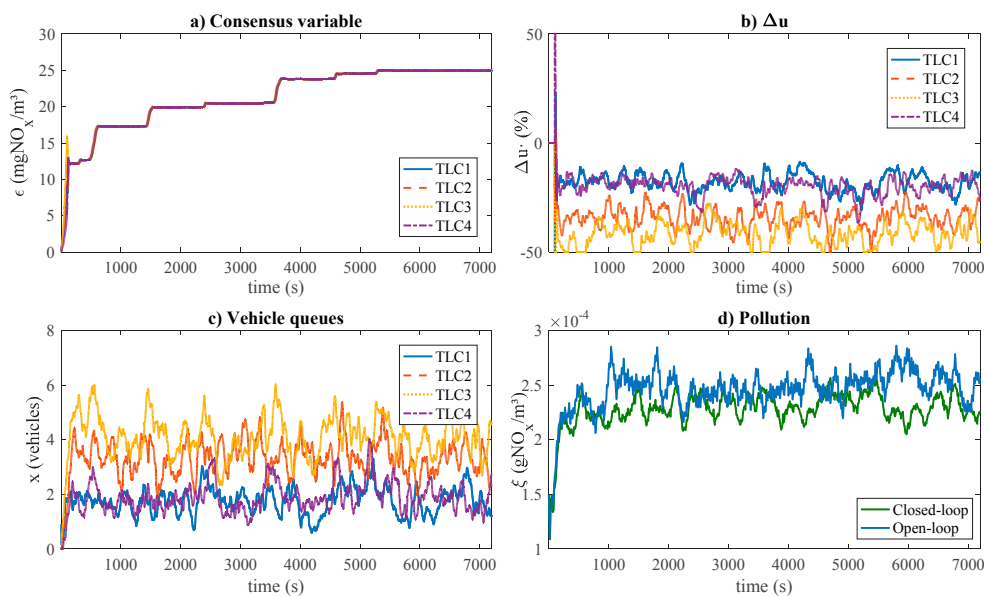 a) Consensus variable
30
25
20
15
10
5
0
ϵ (mgNOx/m³)
TLC1
TLC2
TLC3
TLC4
1000 2000 3000 4000 5000 6000 7000
time (s)
b) Δu
50
0
-50
Δu· (%)
TLC1
TLC2
TLC3
TLC4
1000 2000 3000 4000 5000 6000 7000
time (s)
c) Vehicle queues
8
6
4
2
0
x (vehicles)
TLC1
TLC2
TLC3
TLC4
1000 2000 3000 4000 5000 6000 7000
time (s)
d) Pollution
×10⁻⁴
3
2.5
2
1.5
1
ξ (gNOx/m³)
Closed-loop
Open-loop
1000 2000 3000 4000 5000 6000 7000
time (s)